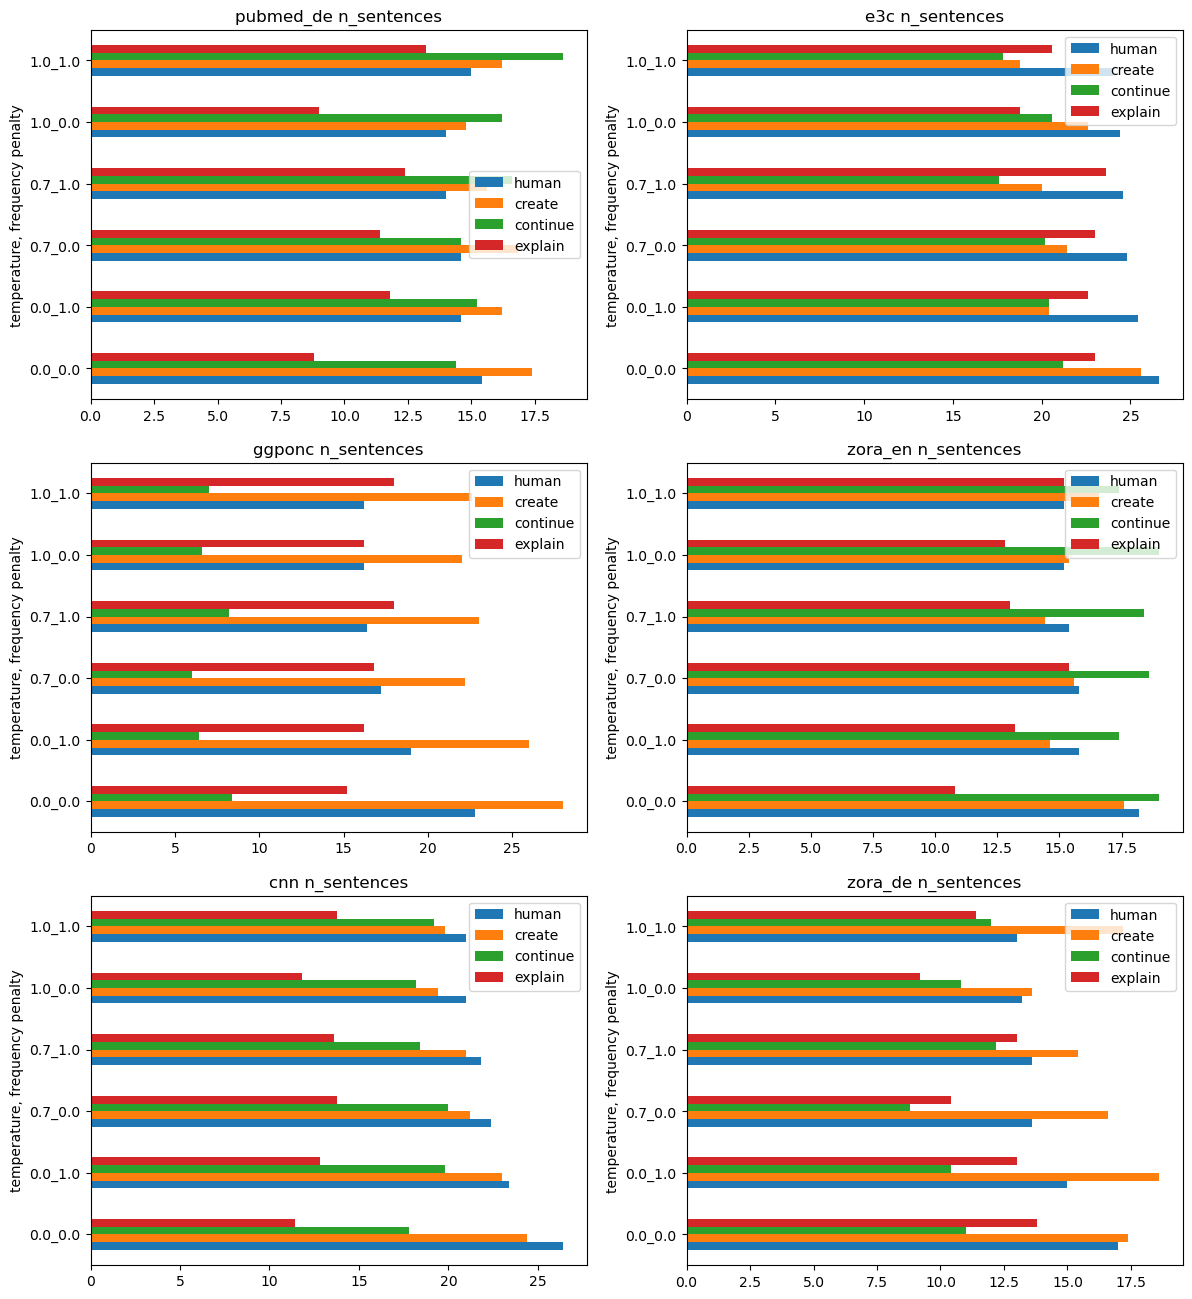 pubmed_de n_sentences
temperature, frequency penalty
1.0_1.0
1.0_0.0
0.7_1.0
0.7_0.0
0.0_1.0
0.0_0.0
human
create
continue
explain
0.0 2.5 5.0 7.5 10.0 12.5 15.0 17.5
e3c n_sentences
temperature, frequency penalty
1.0_1.0
1.0_0.0
0.7_1.0
0.7_0.0
0.0_1.0
0.0_0.0
human
create
continue
explain
0 5 10 15 20 25
ggponc n_sentences
temperature, frequency penalty
1.0_1.0
1.0_0.0
0.7_1.0
0.7_0.0
0.0_1.0
0.0_0.0
human
create
continue
explain
0 5 10 15 20 25
zora_en n_sentences
temperature, frequency penalty
1.0_1.0
1.0_0.0
0.7_1.0
0.7_0.0
0.0_1.0
0.0_0.0
human
create
continue
explain
0.0 2.5 5.0 7.5 10.0 12.5 15.0 17.5
cnn n_sentences
temperature, frequency penalty
1.0_1.0
1.0_0.0
0.7_1.0
0.7_0.0
0.0_1.0
0.0_0.0
human
create
continue
explain
0 5 10 15 20 25
zora_de n_sentences
temperature, frequency penalty
1.0_1.0
1.0_0.0
0.7_1.0
0.7_0.0
0.0_1.0
0.0_0.0
human
create
continue
explain
0.0 2.5 5.0 7.5 10.0 12.5 15.0 17.5